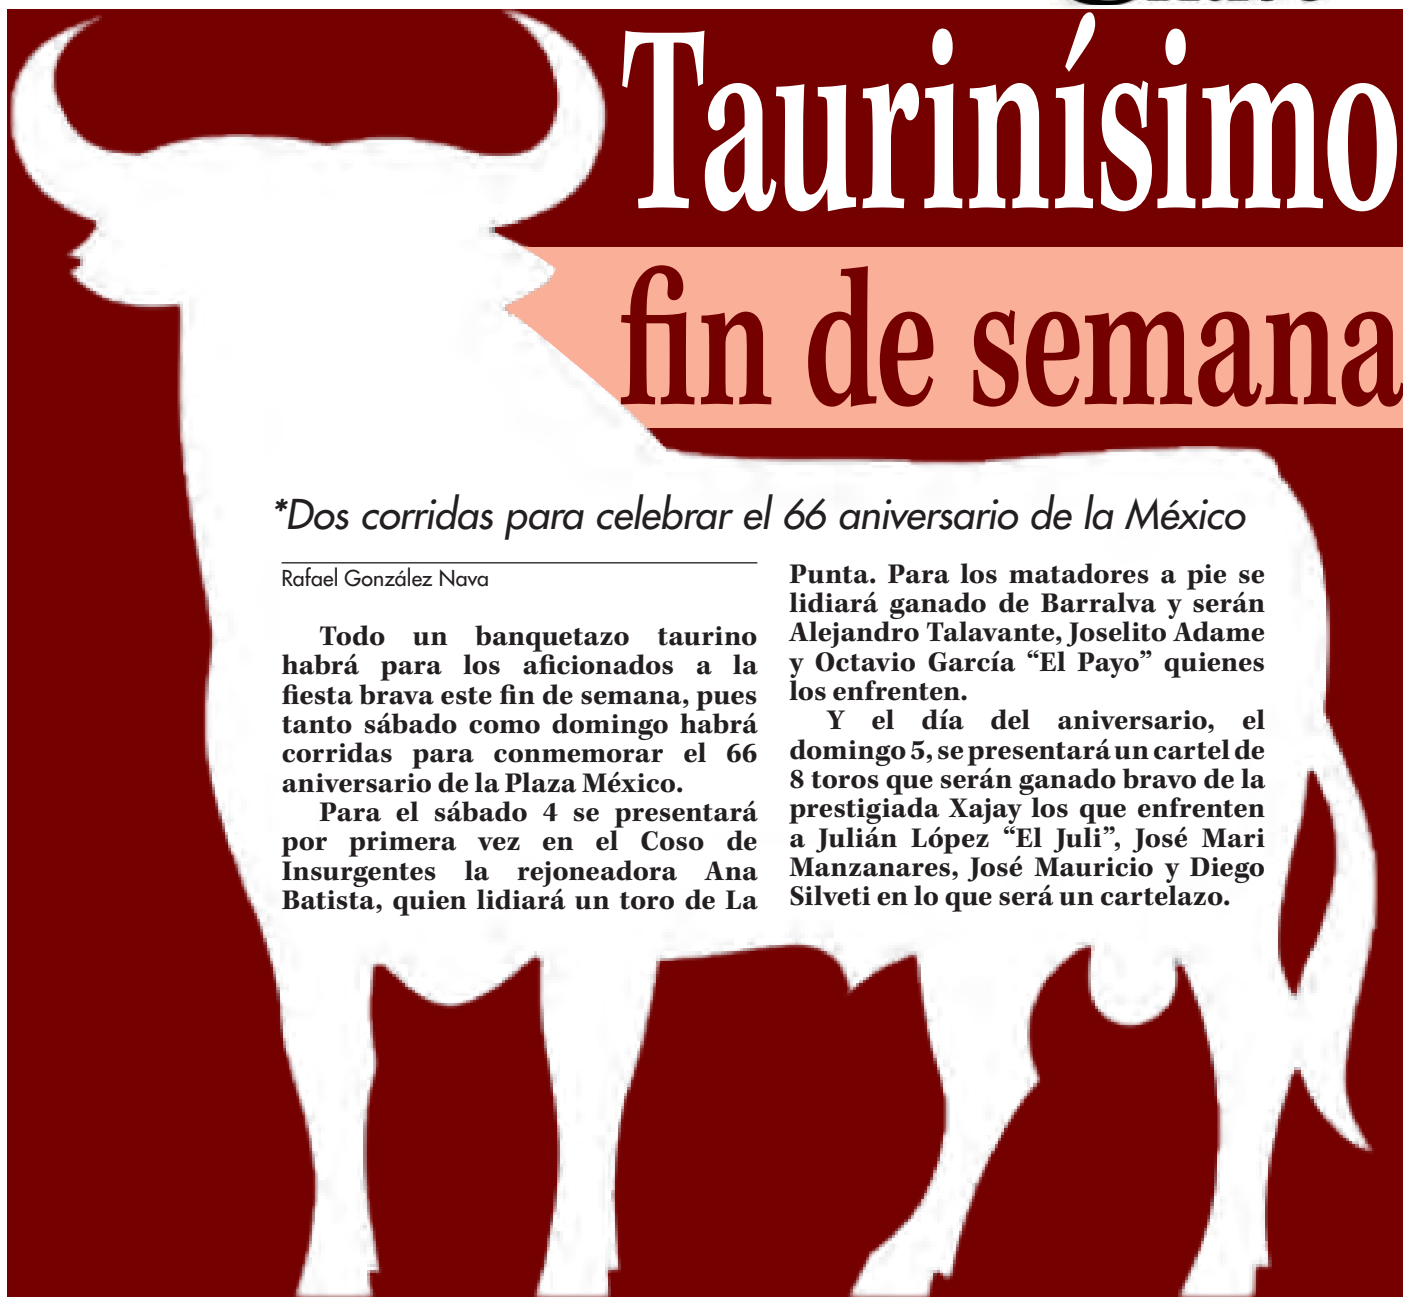 Taurinísimo
fin de semana
*Dos corridas para celebrar el 66 aniversario de la México
Rafael González Nava
Todo un banquetazo taurino
habrá para los aficionados a la
fiesta brava este fin de semana, pues
tanto sábado como domingo habrá
corridas para conmemorar el 66
aniversario de la Plaza México.
Para el sábado 4 se presentará
por primera vez en el Coso de
Insurgentes la rejoneadora Ana
Batista, quien lidiará un toro de La
Punta. Para los matadores a pie se
lidiará ganado de Barralva y serán
Alejandro Talavante, Joselito Adame
y Octavio García “El Payo” quienes
los enfrenten.
Y el día del aniversario, el
domingo 5, se presentará un cartel de
8 toros que serán ganado bravo de la
prestigiada Xajay los que enfrenten
a Julián López “El Juli”, José Mari
Manzanares, José Mauricio y Diego
Silveti en lo que será un cartelazo.